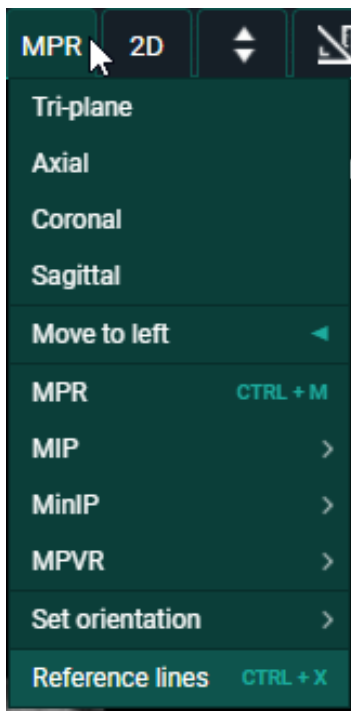 MPR 2D
Tri-plane
Axial
Coronal
Sagittal
Move to left
MPR CTRL + M
MIP
MinIP
MPVR
Set orientation
Reference lines CTRL + X